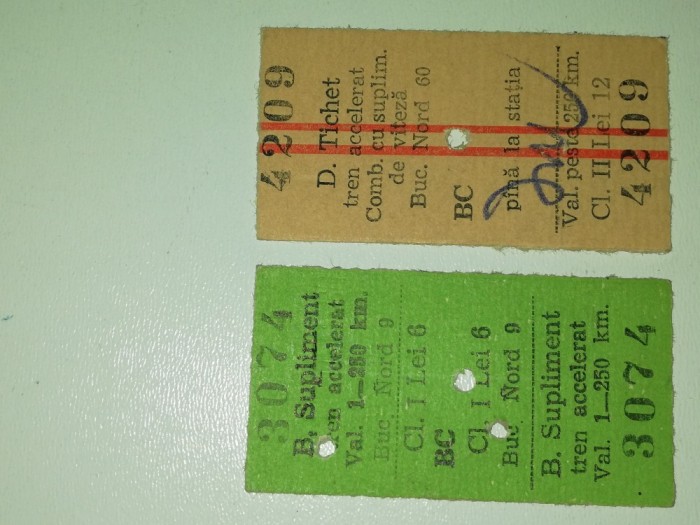 4209
D. Tichet
tren accelerat
Comb. cu suplim.
de viteză
Buc. Nord 60
BC
pînă la stația
Val. peste 250 km.
Cl. II Lei 12
4209
3074
B. Supliment
tren accelerat
Val. 1—250 km.
Buc. Nord 9
Cl. I Lei 6
BC
Cl. I Lei 6
Buc. Nord 9
B. Supliment
tren accelerat
Val. 1—250 km.
3074